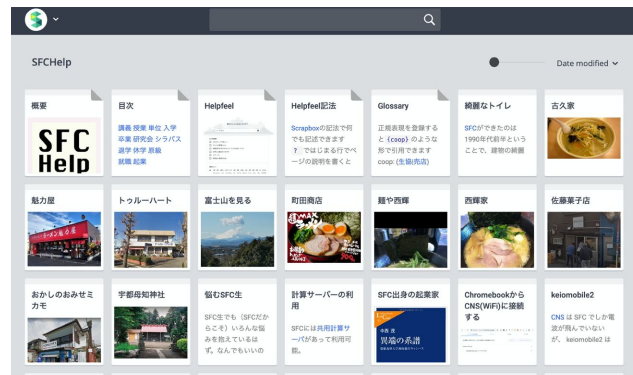 SFCHelp
Date modified
概要
SFC
Help
目次
講義 授業 単位 入学
卒業 研究会 シラバス
退学 休学 原級
就職 起業
Helpfeel
Helpfeel記法
Scrapboxの記法で何
でも記述できます
? ではじまる行でペ
ージの説明を書くと
Glossary
正規表現を登録する
と {coop} のような
形で引用できます
coop: (生協|売店)
綺麗なトイレ
SFCができたのは
1990年代前半という
ことで、建物の綺麗
古久家
魅力屋
ラーメン魁力屋
トゥルーハート
富士山を見る
町田商店
MAX
麺や西輝
西輝家
佐藤菓子店
おかしのおみせミ
カモ
宇都母知神社
悩むSFC生
SFC生でも（SFCだか
らこそ）いろんな悩
みを抱えているは
ず。なんでもいいの
計算サーバーの利
用
SFCには共用計算サ
ーバがあって利用可
能。
SFC出身の起業家
異端の系譜
Chromebookから
CNS(WiFi)に接続
する
keiomobile2
CNS は SFC でしか電
波が飛んでいない
が、 keiomobile2 は